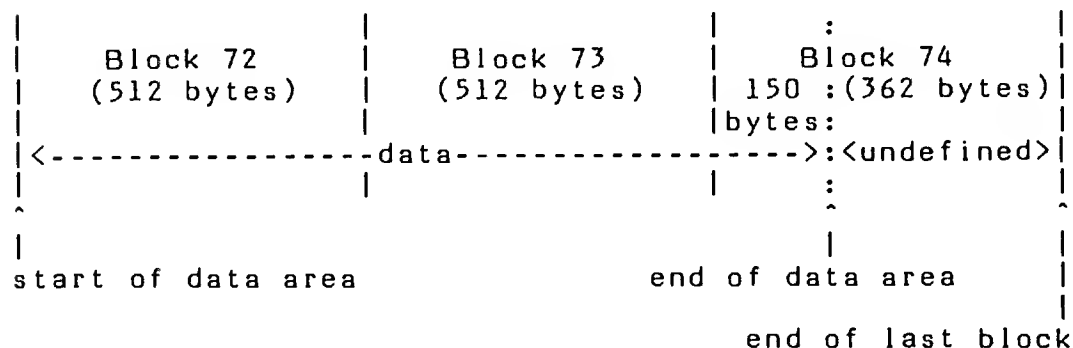 Block 72 Block 73 Block 74
(512 bytes) (512 bytes) 150 :(362 bytes)
bytes:
<-----------------data------------------->:<undefined>
start of data area end of data area
end of last block